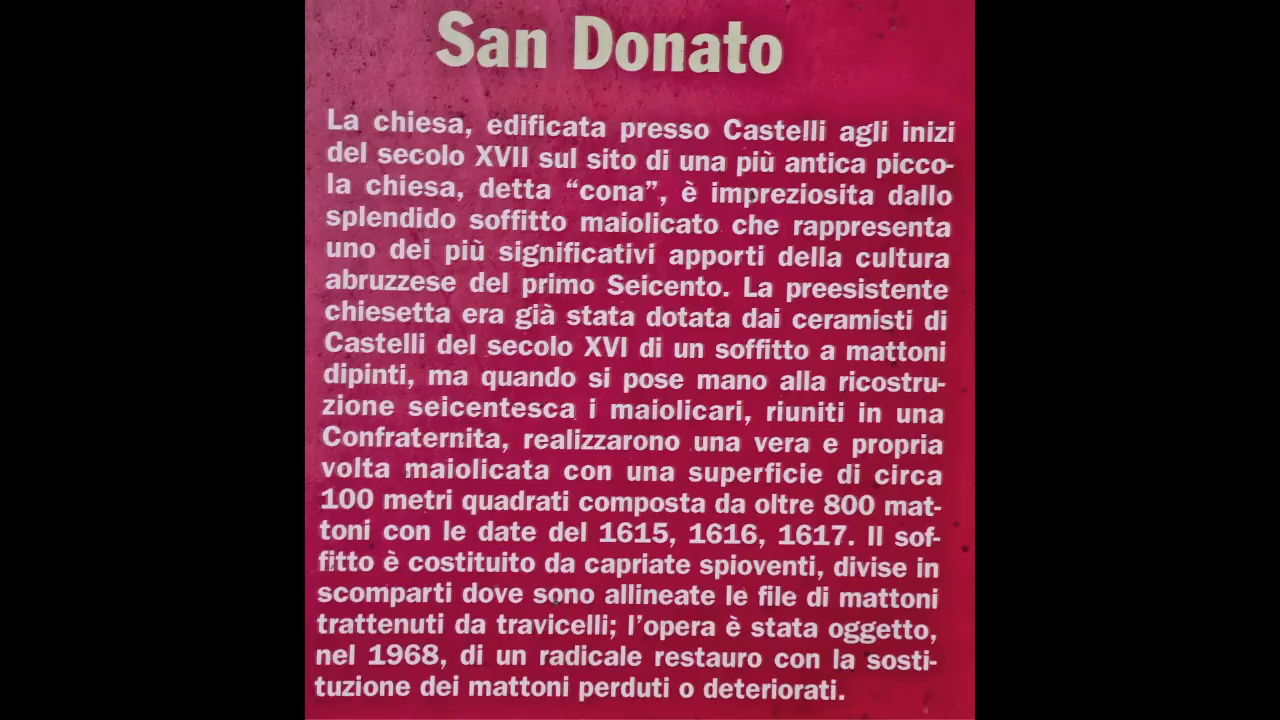 San Donato
La chiesa, edificata presso Castelli agli inizi
del secolo XVII sul sito di una più antica picco-
la chiesa, detta “cona”, è impreziosita dallo
splendido soffitto maiolicato che rappresenta
uno dei più significativi apporti della cultura
abruzzese del primo Seicento. La preesistente
chiesetta era già stata dotata dai ceramisti di
Castelli del secolo XVI di un soffitto a mattoni
dipinti, ma quando si pose mano alla ricostru-
zione seicentesca i maiolicari, riuniti in una
Confraternita, realizzarono una vera e propria
volta maiolicata con una superficie di circa
100 metri quadrati composta da oltre 800 mat-
toni con le date del 1615, 1616, 1617. Il sof-
fitto è costituito da capriate spioventi, divise in
scomparti dove sono allineate le file di mattoni
trattenuti da travicelli; l’opera è stata oggetto,
nel 1968, di un radicale restauro con la sosti-
tuzione dei mattoni perduti o deteriorati.